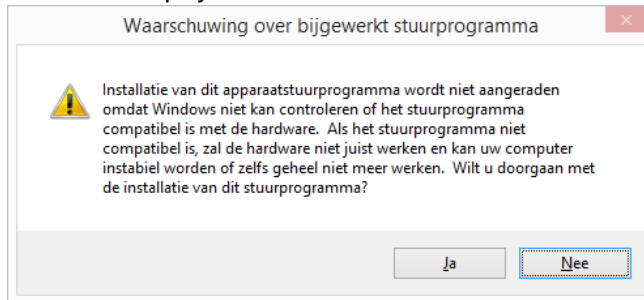 Waarschuwing over bijgewerkt stuurprogramma
Installatie van dit apparaatstuurprogramma wordt niet aangeraden
omdat Windows niet kan controleren of het stuurprogramma
compatibel is met de hardware.  Als het stuurprogramma niet
compatibel is, zal de hardware niet juist werken en kan uw computer
instabiel worden of zelfs geheel niet meer werken.  Wilt u doorgaan met
de installatie van dit stuurprogramma?
Ja
Nee